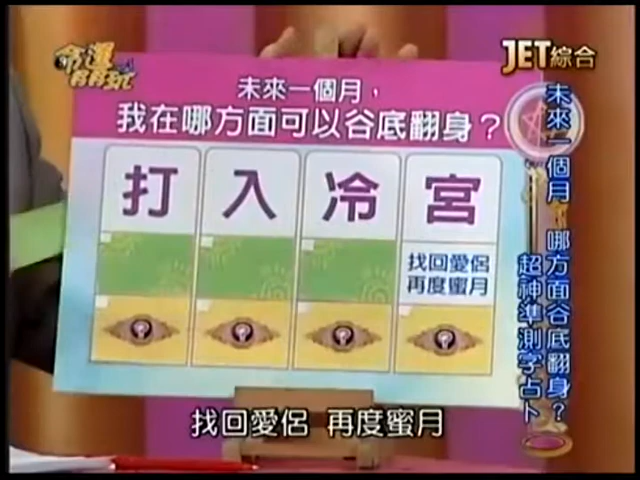 命運好好玩
JET綜合
未來一個月，
我在哪方面可以谷底翻身？
打 入 冷 宮
找回愛侶
再度蜜月
未來一個月 哪方面谷底翻身？
超神準測字占卜
找回愛侶 再度蜜月